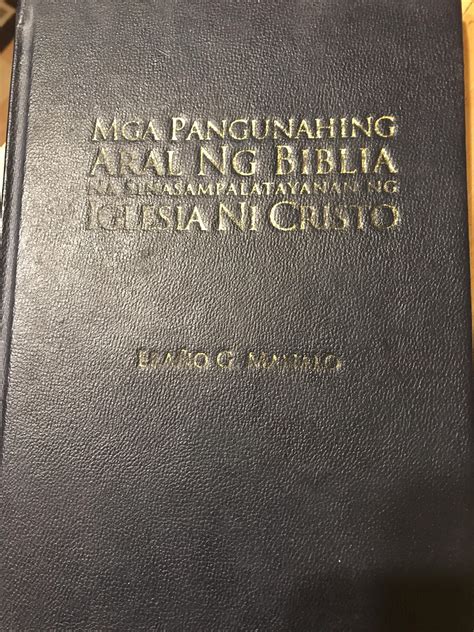 MGA PANGUNAHING
ARAL NG BIBLIA
NA SINASAMPALATAYANAN NG
IGLESIA NI CRISTO
ERAÑO G. MANALO